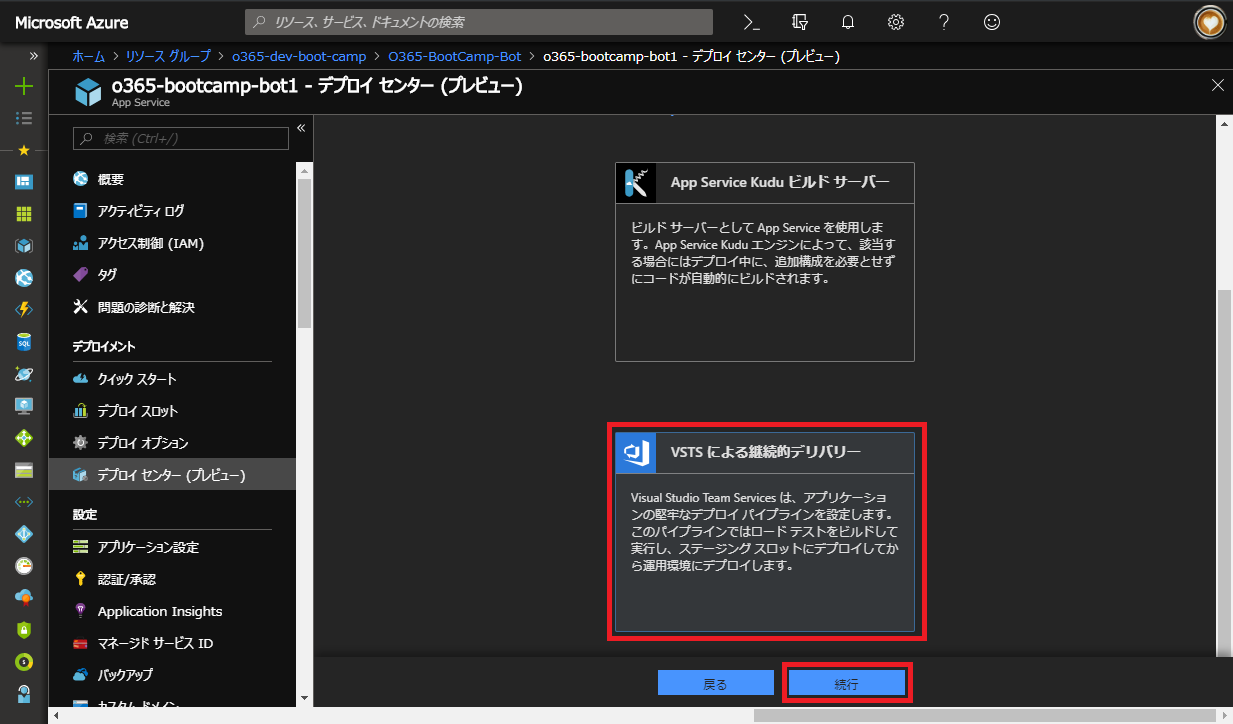 Microsoft Azure
リソース、サービス、ドキュメントの検索
ホーム > リソース グループ > o365-dev-boot-camp > O365-BootCamp-Bot > o365-bootcamp-bot1 - デプロイ センター (プレビュー)
o365-bootcamp-bot1 - デプロイ センター (プレビュー)
App Service
検索 (Ctrl+/)
概要
アクティビティ ログ
アクセス制御 (IAM)
タグ
問題の診断と解決
デプロイメント
クイック スタート
デプロイ スロット
デプロイ オプション
デプロイ センター (プレビュー)
設定
アプリケーション設定
認証/承認
Application Insights
マネージド サービス ID
バックアップ
カスタム ドメイン
App Service Kudu ビルド サーバー
ビルド サーバーとして App Service を使用しま
す。App Service Kudu エンジンによって、該当す
る場合にはデプロイ中に、追加構成を必要とせず
にコードが自動的にビルドされます。
VSTS による継続的デリバリー
Visual Studio Team Services は、アプリケーショ
ンの堅牢なデプロイ パイプラインを設定します。
このパイプラインではロード テストをビルドして
実行し、ステージング スロットにデプロイしてか
ら運用環境にデプロイします。
戻る
続行